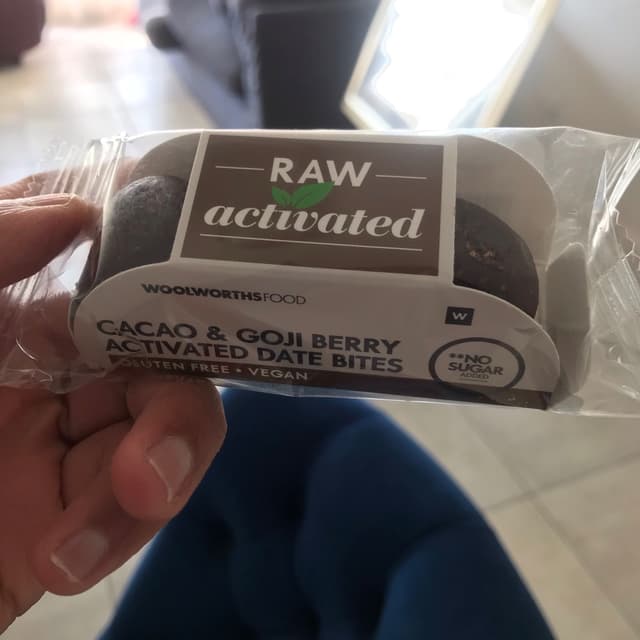 RAW
activated
WOOLWORTHSFOOD
W
CACAO & GOJI BERRY
ACTIVATED DATE BITES
GLUTEN FREE • VEGAN
**NO
SUGAR
ADDED